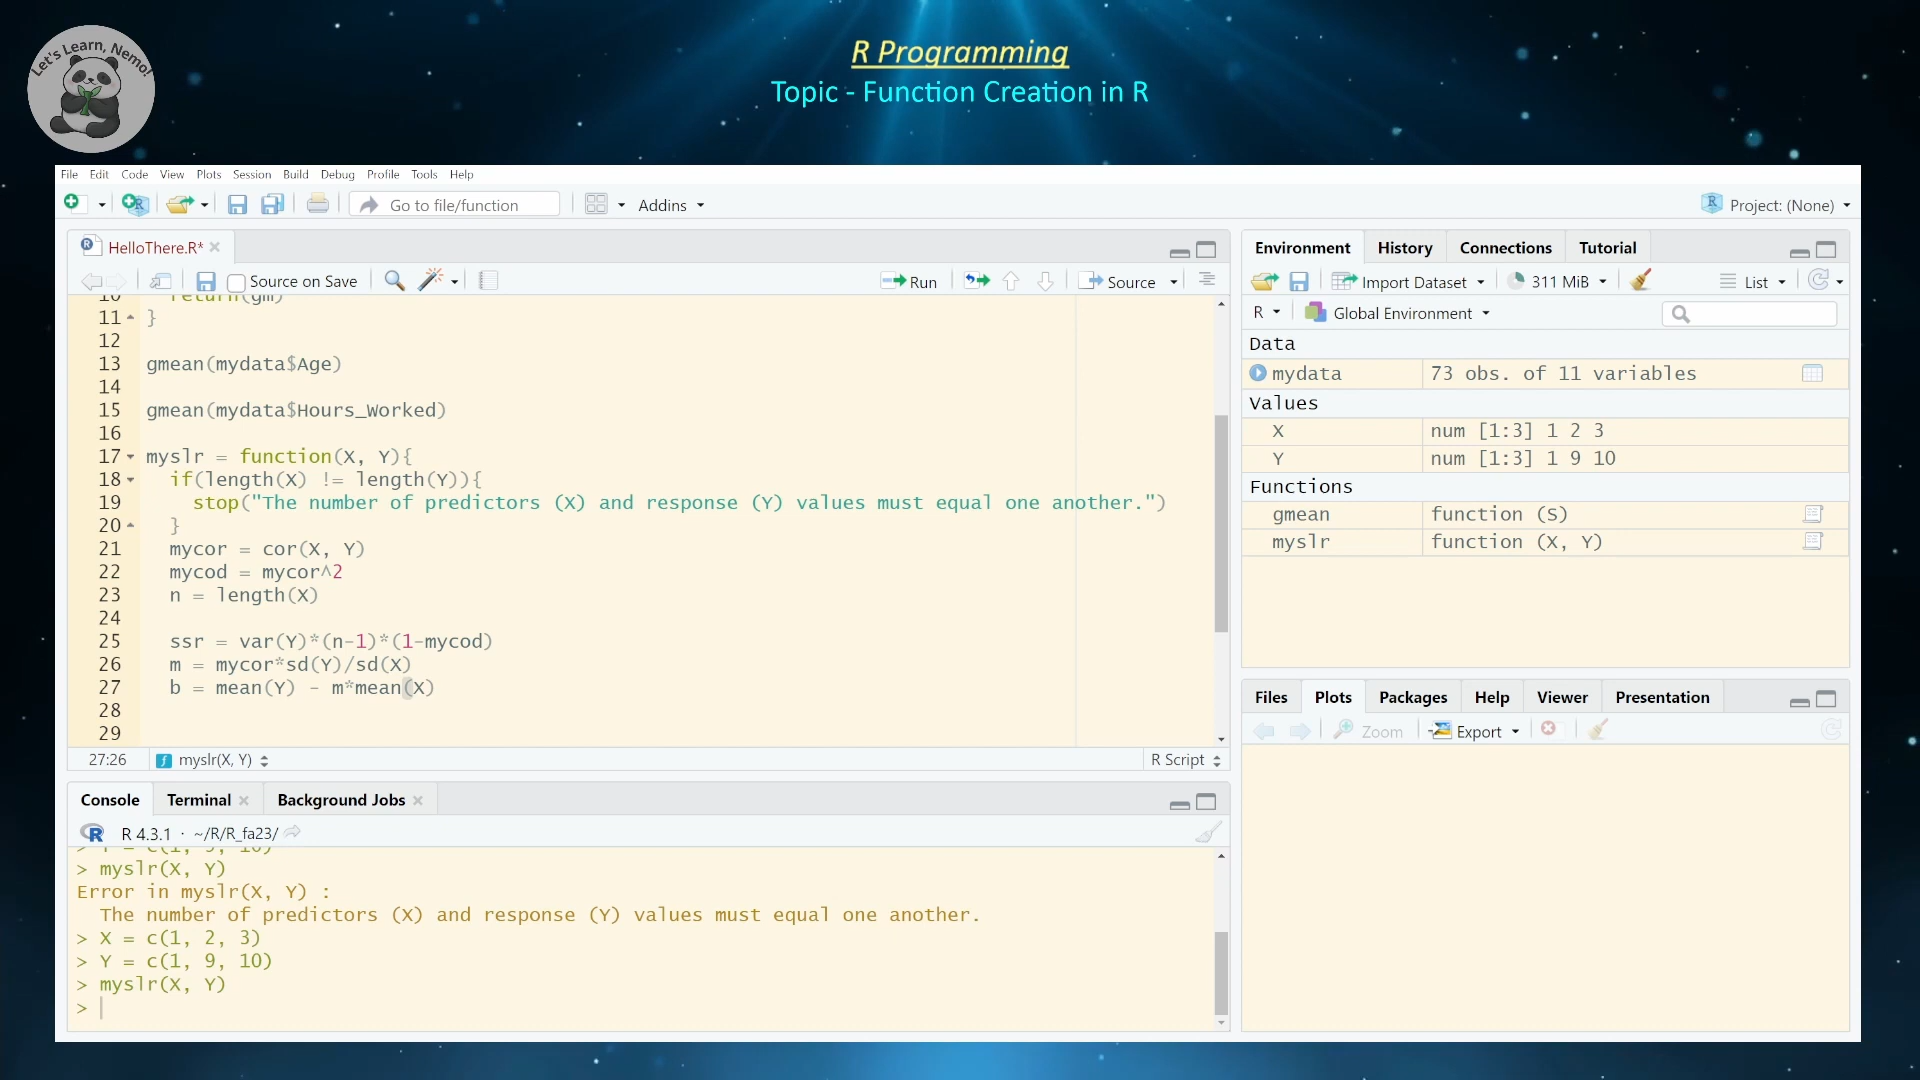 Let's Learn, Nemo!
R Programming
Topic - Function Creation in R
File Edit Code View Plots Session Build Debug Profile Tools Help
Go to file/function Addins Project: (None)
HelloThere.R*
Source on Save Run Source
10 return(gm)
11 }
12
13 gmean(mydata$Age)
14
15 gmean(mydata$Hours_Worked)
16
17 myslr = function(X, Y){
18 if(length(X) != length(Y)){
19 stop("The number of predictors (X) and response (Y) values must equal one another.")
20 }
21 mycor = cor(X, Y)
22 mycod = mycor^2
23 n = length(X)
24
25 ssr = var(Y)*(n-1)*(1-mycod)
26 m = mycor*sd(Y)/sd(X)
27 b = mean(Y) - m*mean(X)
28
29
27:26 myslr(X, Y) R Script
Console Terminal Background Jobs
R 4.3.1 · ~/R/R_fa23/
> Y = c(1, 9, 10)
> myslr(X, Y)
Error in myslr(X, Y) :
The number of predictors (X) and response (Y) values must equal one another.
> X = c(1, 2, 3)
> Y = c(1, 9, 10)
> myslr(X, Y)
>
Environment History Connections Tutorial
Import Dataset 311 MiB List
R Global Environment
Data
mydata 73 obs. of 11 variables
Values
X num [1:3] 1 2 3
Y num [1:3] 1 9 10
Functions
gmean function (S)
myslr function (X, Y)
Files Plots Packages Help Viewer Presentation
Zoom Export